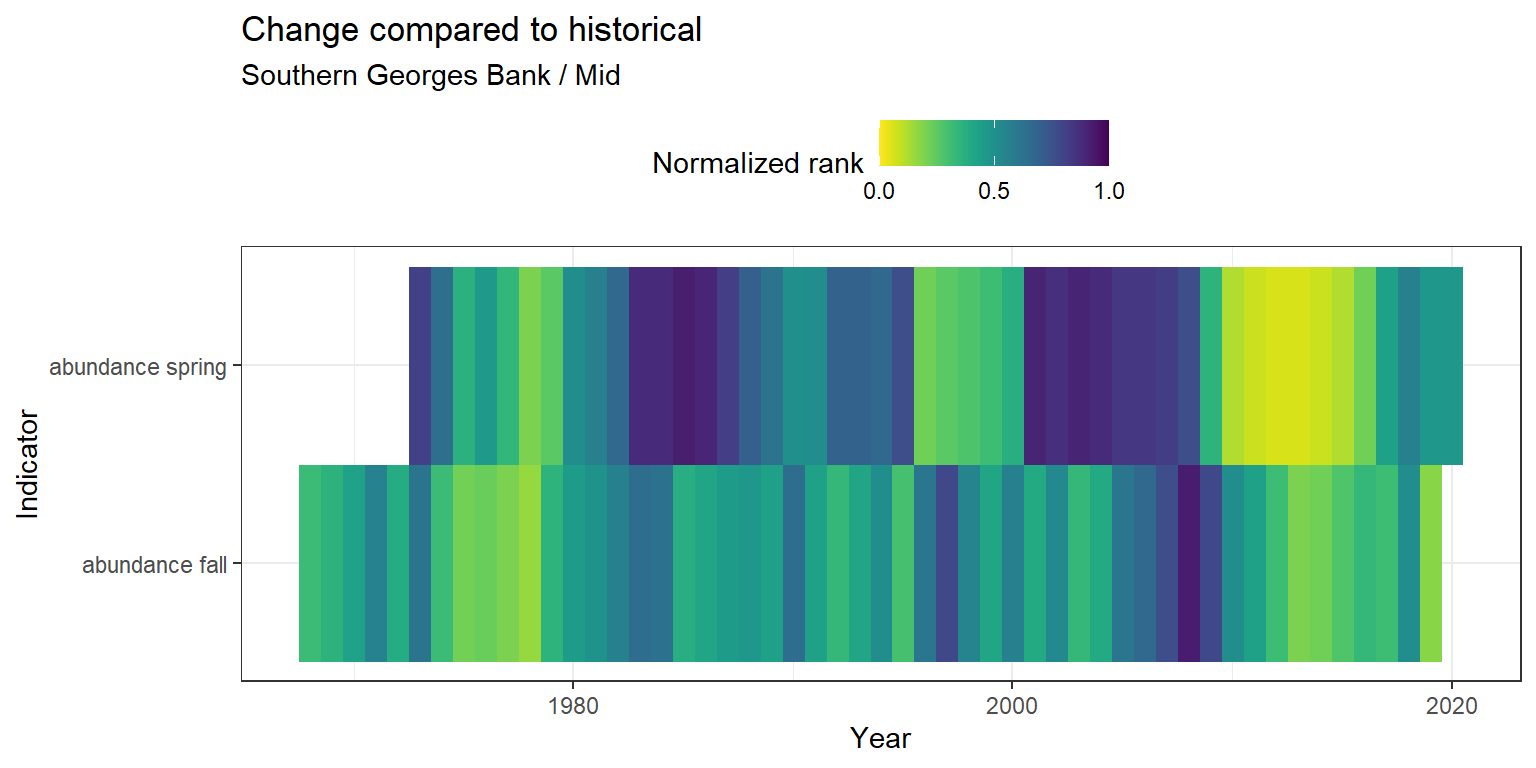 Change compared to historical
Southern Georges Bank / Mid
Normalized rank
0.0 0.5 1.0
Indicator
abundance spring
abundance fall
1980 2000 2020
Year